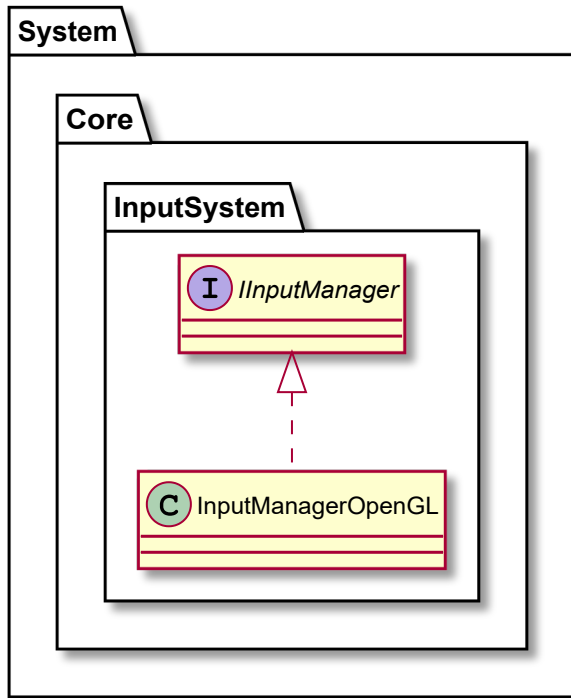 System
Core
InputSystem
I IInputManager
C InputManagerOpenGL